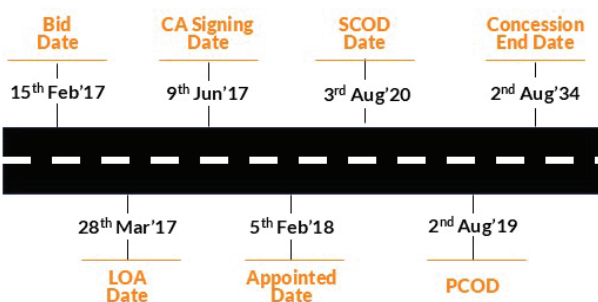 Bid
Date
CA Signing
Date
SCOD
Date
Concession
End Date
15th Feb'17
9th Jun'17
3rd Aug'20
2nd Aug'34
28th Mar'17
5th Feb'18
2nd Aug'19
LOA
Date
Appointed
Date
PCOD